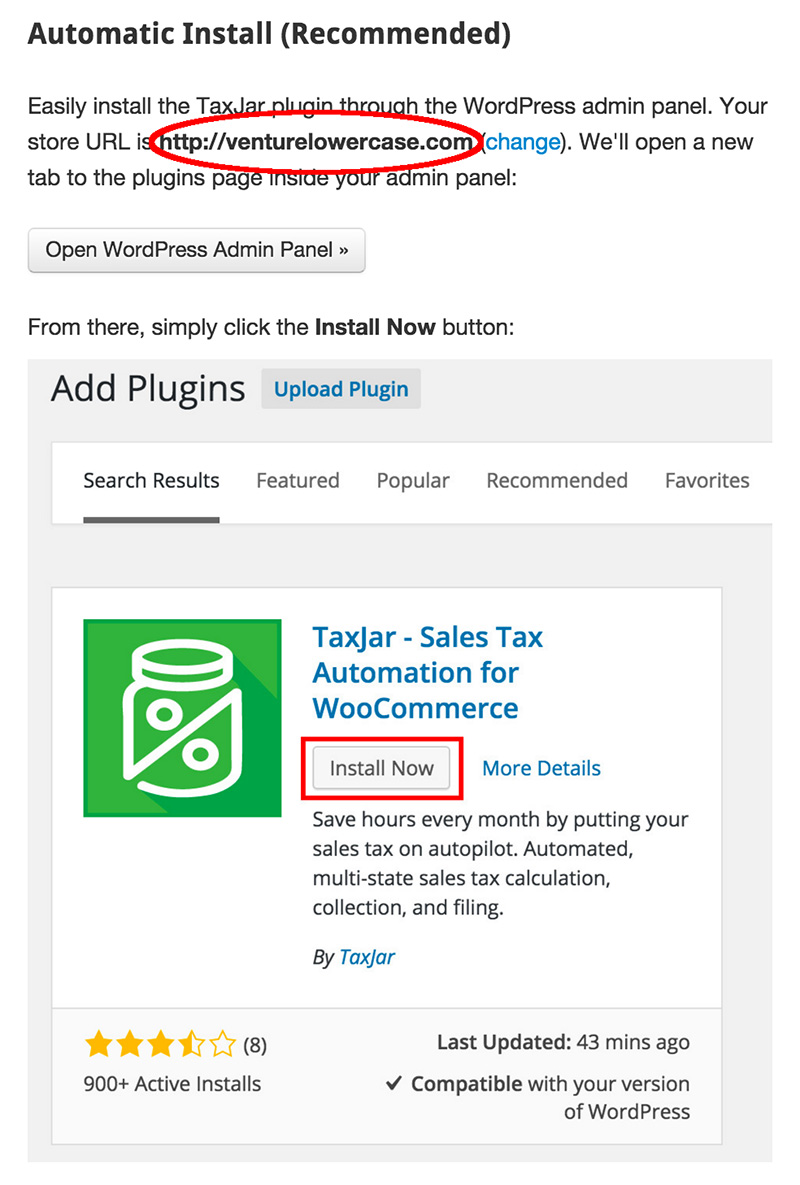 Automatic Install (Recommended)
Easily install the TaxJar plugin through the WordPress admin panel. Your
store URL is http://venturelowercase.com (change). We'll open a new
tab to the plugins page inside your admin panel:
Open WordPress Admin Panel »
From there, simply click the Install Now button:
Add Plugins Upload Plugin
Search Results Featured Popular Recommended Favorites
TaxJar - Sales Tax
Automation for
WooCommerce
Install Now More Details
Save hours every month by putting your
sales tax on autopilot. Automated,
multi-state sales tax calculation,
collection, and filing.
By TaxJar
(8) Last Updated: 43 mins ago
900+ Active Installs ✓ Compatible with your version
of WordPress